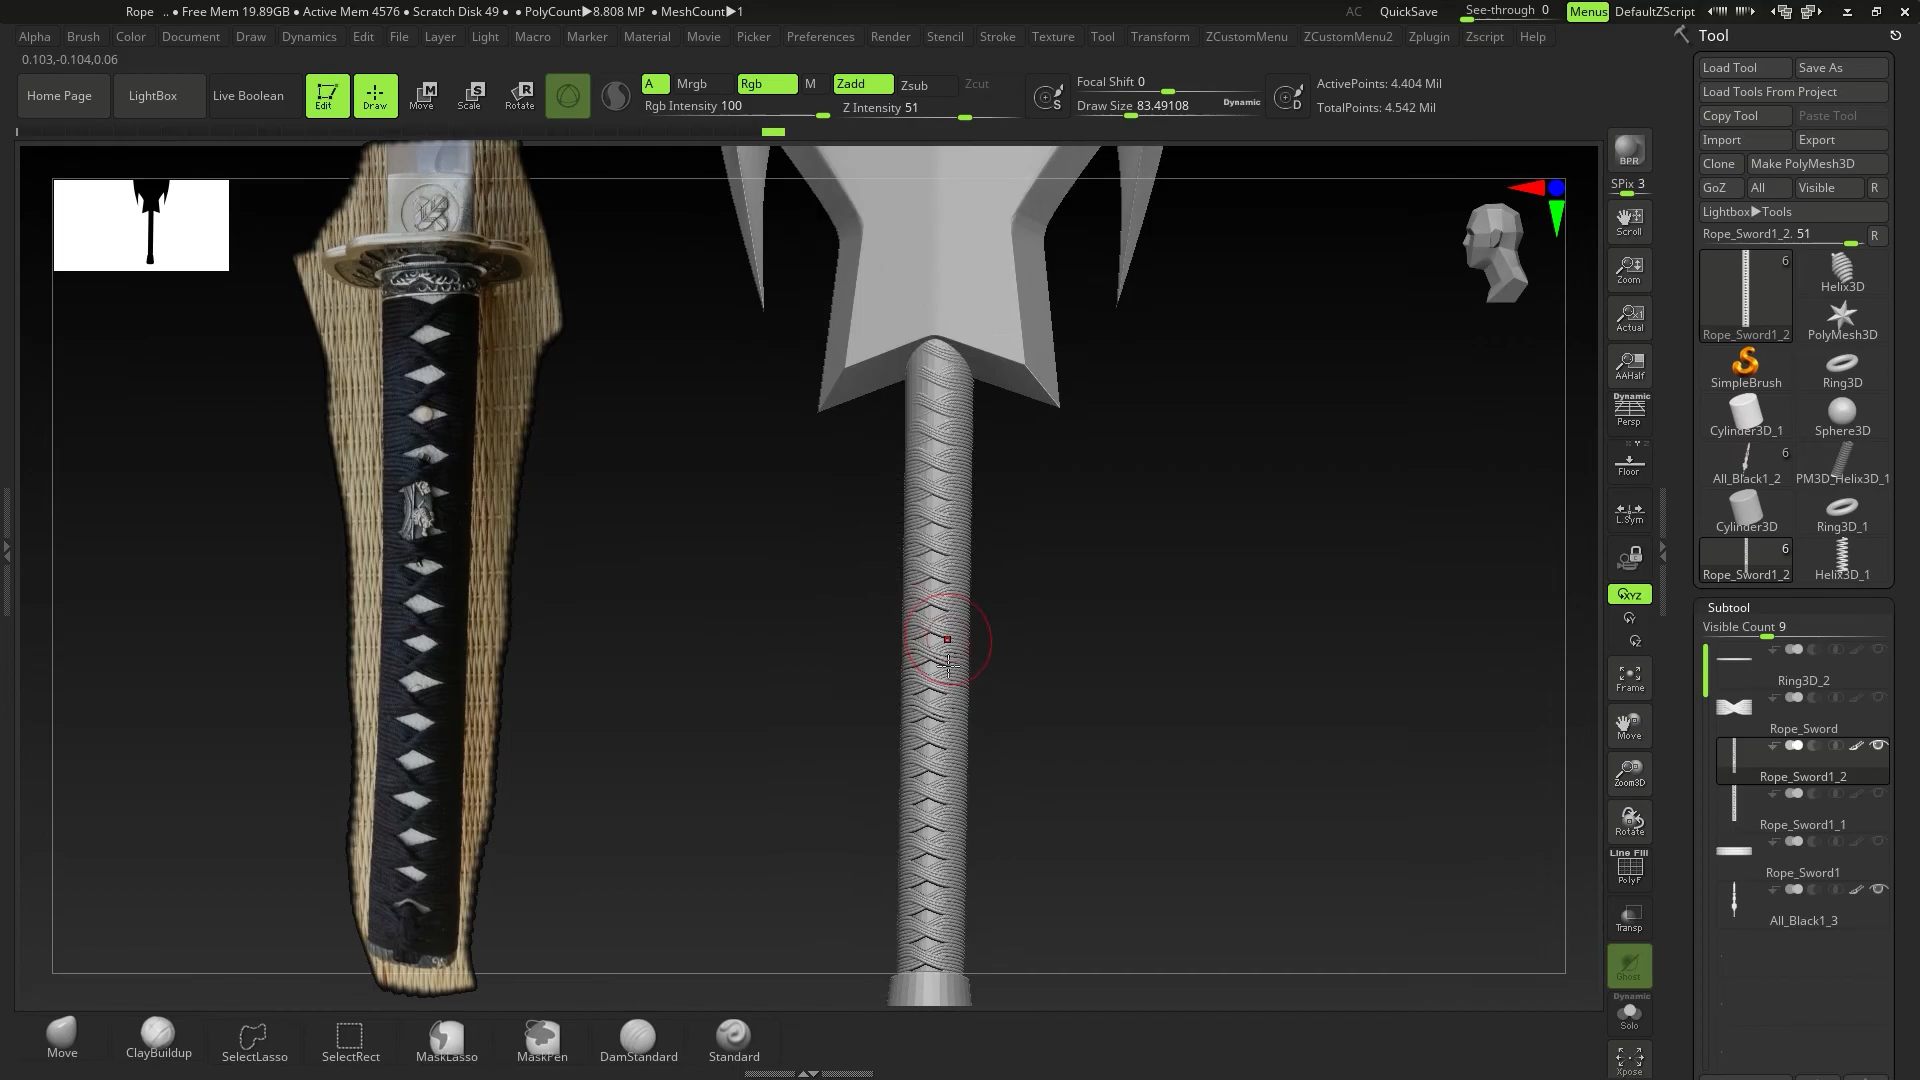 Rope .. • Free Mem 19.89GB • Active Mem 4576 • Scratch Disk 49 • • PolyCount▶8.808 MP • MeshCount▶1
AC QuickSave See-through 0 Menus DefaultZScript
Alpha Brush Color Document Draw Dynamics Edit File Layer Light Macro Marker Material Movie Picker Preferences Render Stencil Stroke Texture Tool Transform ZCustomMenu ZCustomMenu2 Zplugin Zscript Help
0.103,-0.104,0.06
Home Page LightBox Live Boolean Edit Draw Move Scale Rotate
A Mrgb Rgb M Zadd Zsub Zcut
Rgb Intensity 100 Z Intensity 51
S Focal Shift 0
Draw Size 83.49108 Dynamic D
ActivePoints: 4.404 Mil
TotalPoints: 4.542 Mil
BPR
SPix 3
Scroll
Zoom
Actual
AAHalf
Dynamic
Persp
Floor
L.Sym
XYZ
Y
Z
Frame
Move
Zoom3D
Rotate
Line Fill
PolyF
Transp
Ghost
Dynamic
Solo
Xpose
Tool
Load Tool Save As
Load Tools From Project
Copy Tool Paste Tool
Import Export
Clone Make PolyMesh3D
GoZ All Visible R
Lightbox▶Tools
Rope_Sword1_2. 51 R
6
Rope_Sword1_2 Helix3D
PolyMesh3D
SimpleBrush Ring3D
Cylinder3D_1 Sphere3D
6
All_Black1_2 PM3D_Helix3D_1
Cylinder3D Ring3D_1
6
Rope_Sword1_2 Helix3D_1
Subtool
Visible Count 9
Ring3D_2
Rope_Sword
Rope_Sword1_2
Rope_Sword1_1
Rope_Sword1
All_Black1_3
Move ClayBuildup SelectLasso SelectRect MaskLasso MaskPen DamStandard Standard